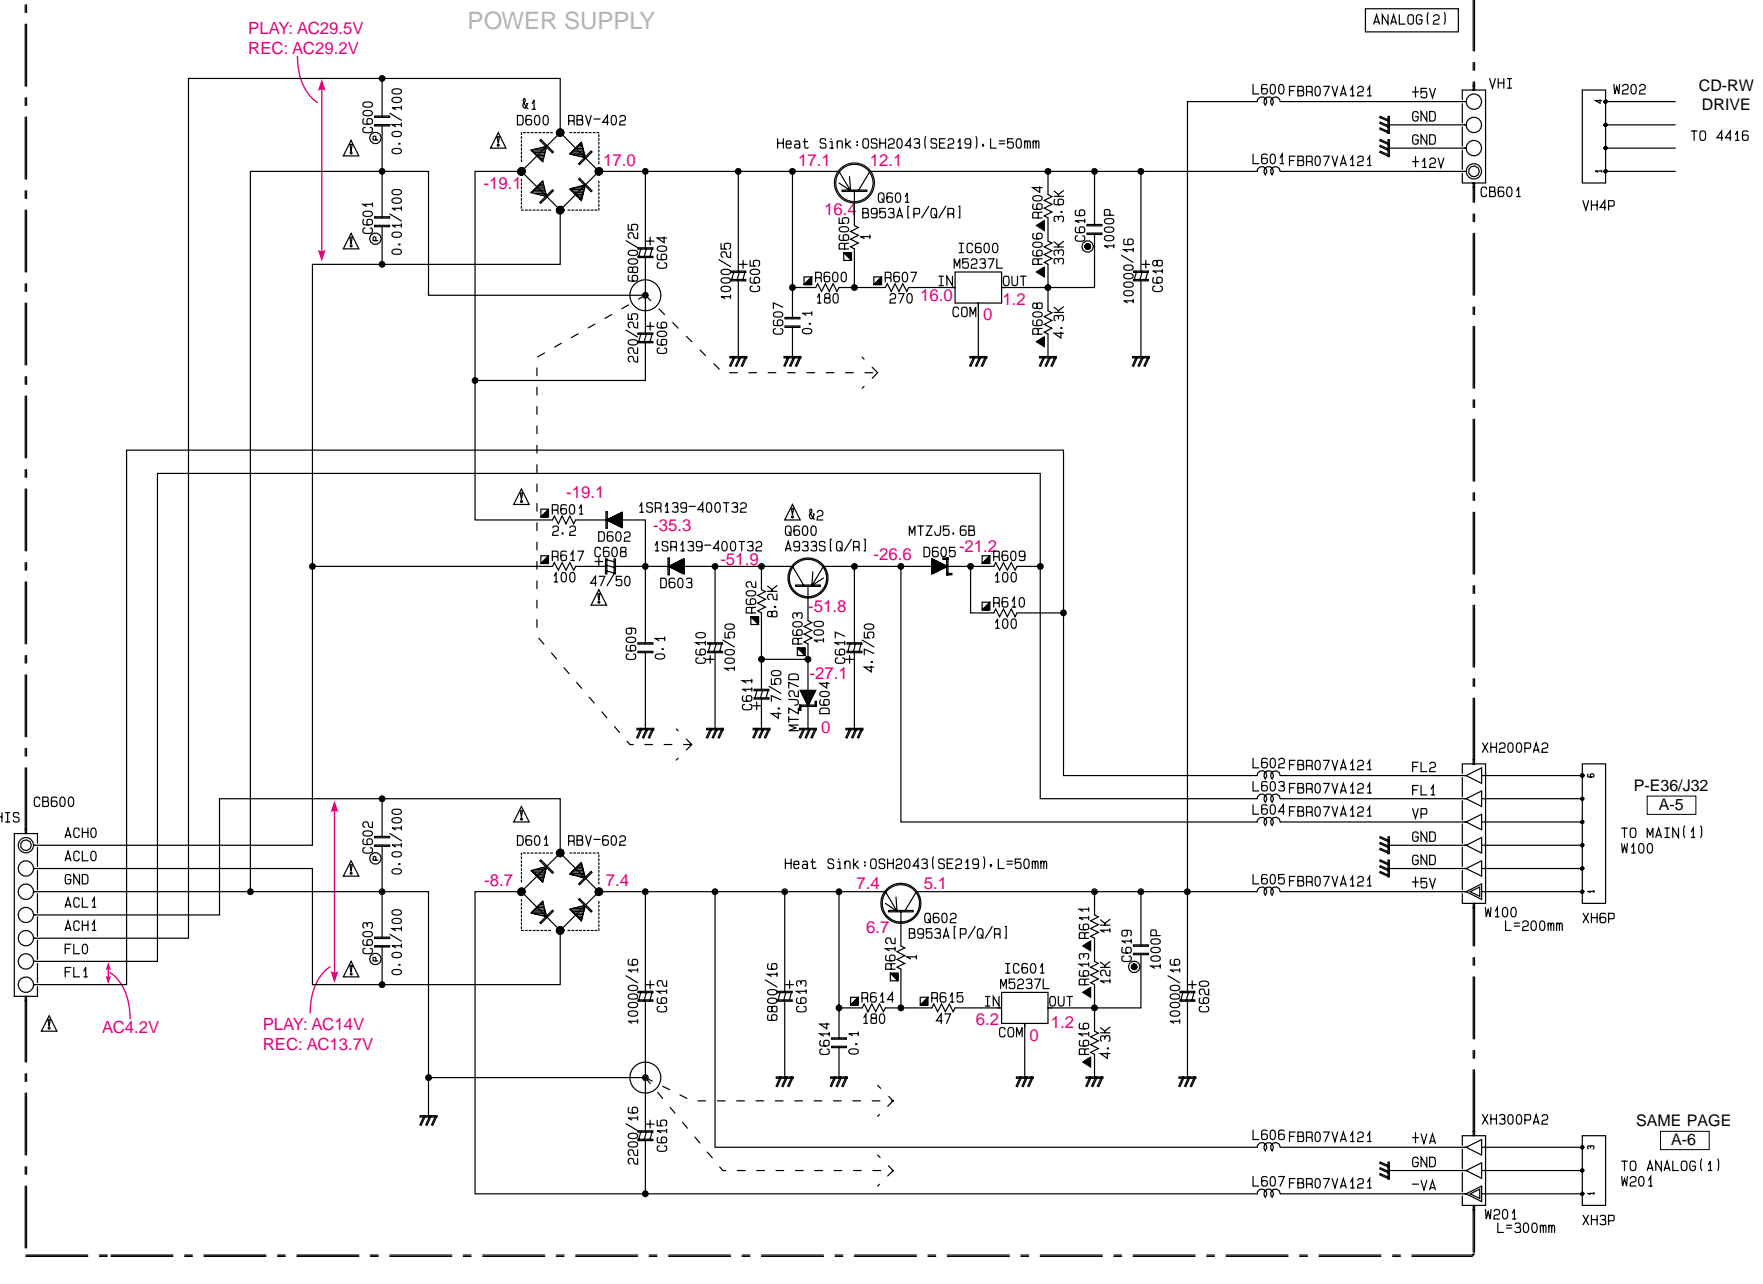 POWER SUPPLY
ANALOG(2)
PLAY: AC29.5V
REC: AC29.2V
C600
0.01/100
C601
0.01/100
&1
D600 RBV-402
-19.1
17.0
6800/25
C604
220/25
C606
1000/25
C605
C607
0.1
Heat Sink:OSH2043(SE219),L=50mm
17.1
12.1
Q601
B953A[P/Q/R]
16.4
R605
1
R600
180
R607
270
IC600
M5237L
IN
OUT
COM
16.0
1.2
0
R604
3.6K
R606
33K
R608
4.3K
C616
1000P
10000/16
C618
L600 FBR07VA121 +5V
GND
GND
L601 FBR07VA121 +12V
VHI
CB601
W202
4
1
VH4P
CD-RW
DRIVE
TO 4416
-19.1
R601
2.2
D602
1SR139-400T32
-35.3
R617
100
C608
47/50
1SR139-400T32
D603
-51.9
C609
0.1
C610
100/50
R602
8.2K
&2
Q600
A933S[Q/R]
-51.8
R603
100
-27.1
C611
4.7/50
MTZJ27D
D604
0
C617
4.7/50
-26.6
MTZJ5.6B
D605
-21.2
R609
100
R610
100
XH200PA2
L602 FBR07VA121 FL2
L603 FBR07VA121 FL1
L604 FBR07VA121 VP
GND
GND
L605 FBR07VA121 +5V
W100
L=200mm
6
1
XH6P
P-E36/J32
A-5
TO MAIN(1)
W100
HIS
CB600
ACH0
ACL0
GND
ACL1
ACH1
FL0
FL1
AC4.2V
PLAY: AC14V
REC: AC13.7V
C602
0.01/100
C603
0.01/100
D601 RBV-602
-8.7
7.4
10000/16
C612
2200/16
C615
6800/16
C613
C614
0.1
Heat Sink:OSH2043(SE219),L=50mm
7.4
5.1
Q602
B953A[P/Q/R]
6.7
R612
1
R614
180
R615
47
IC601
M5237L
IN
OUT
COM
6.2
1.2
0
R611
1K
R613
12K
R616
4.3K
C619
1000P
10000/16
C620
XH300PA2
L606 FBR07VA121 +VA
GND
L607 FBR07VA121 -VA
W201
L=300mm
3
1
XH3P
SAME PAGE
A-6
TO ANALOG(1)
W201